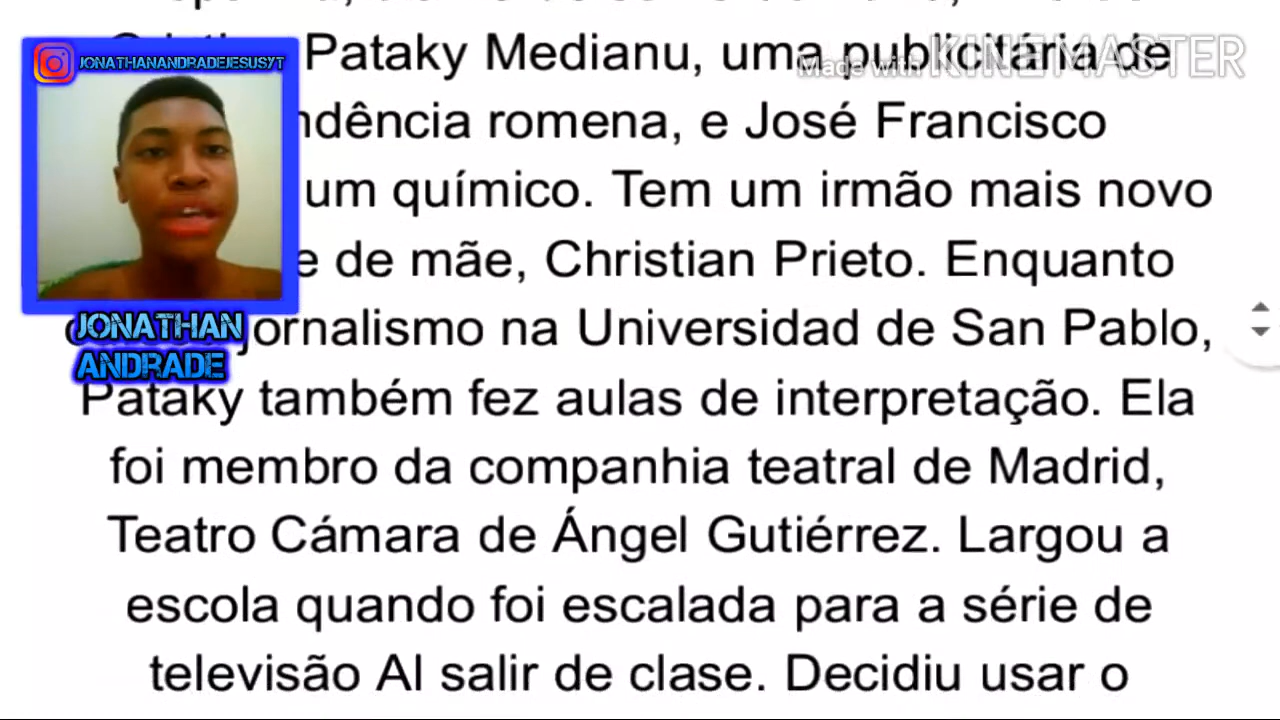 JONATHANANDRADEJESUSYT
Made with KINEMASTER
Pataky Medianu, uma publicitária de
ndência romena, e José Francisco
um químico. Tem um irmão mais novo
e de mãe, Christian Prieto. Enquanto
jornalismo na Universidad de San Pablo,
JONATHAN
ANDRADE
Pataky também fez aulas de interpretação. Ela
foi membro da companhia teatral de Madrid,
Teatro Cámara de Ángel Gutiérrez. Largou a
escola quando foi escalada para a série de
televisão Al salir de clase. Decidiu usar o